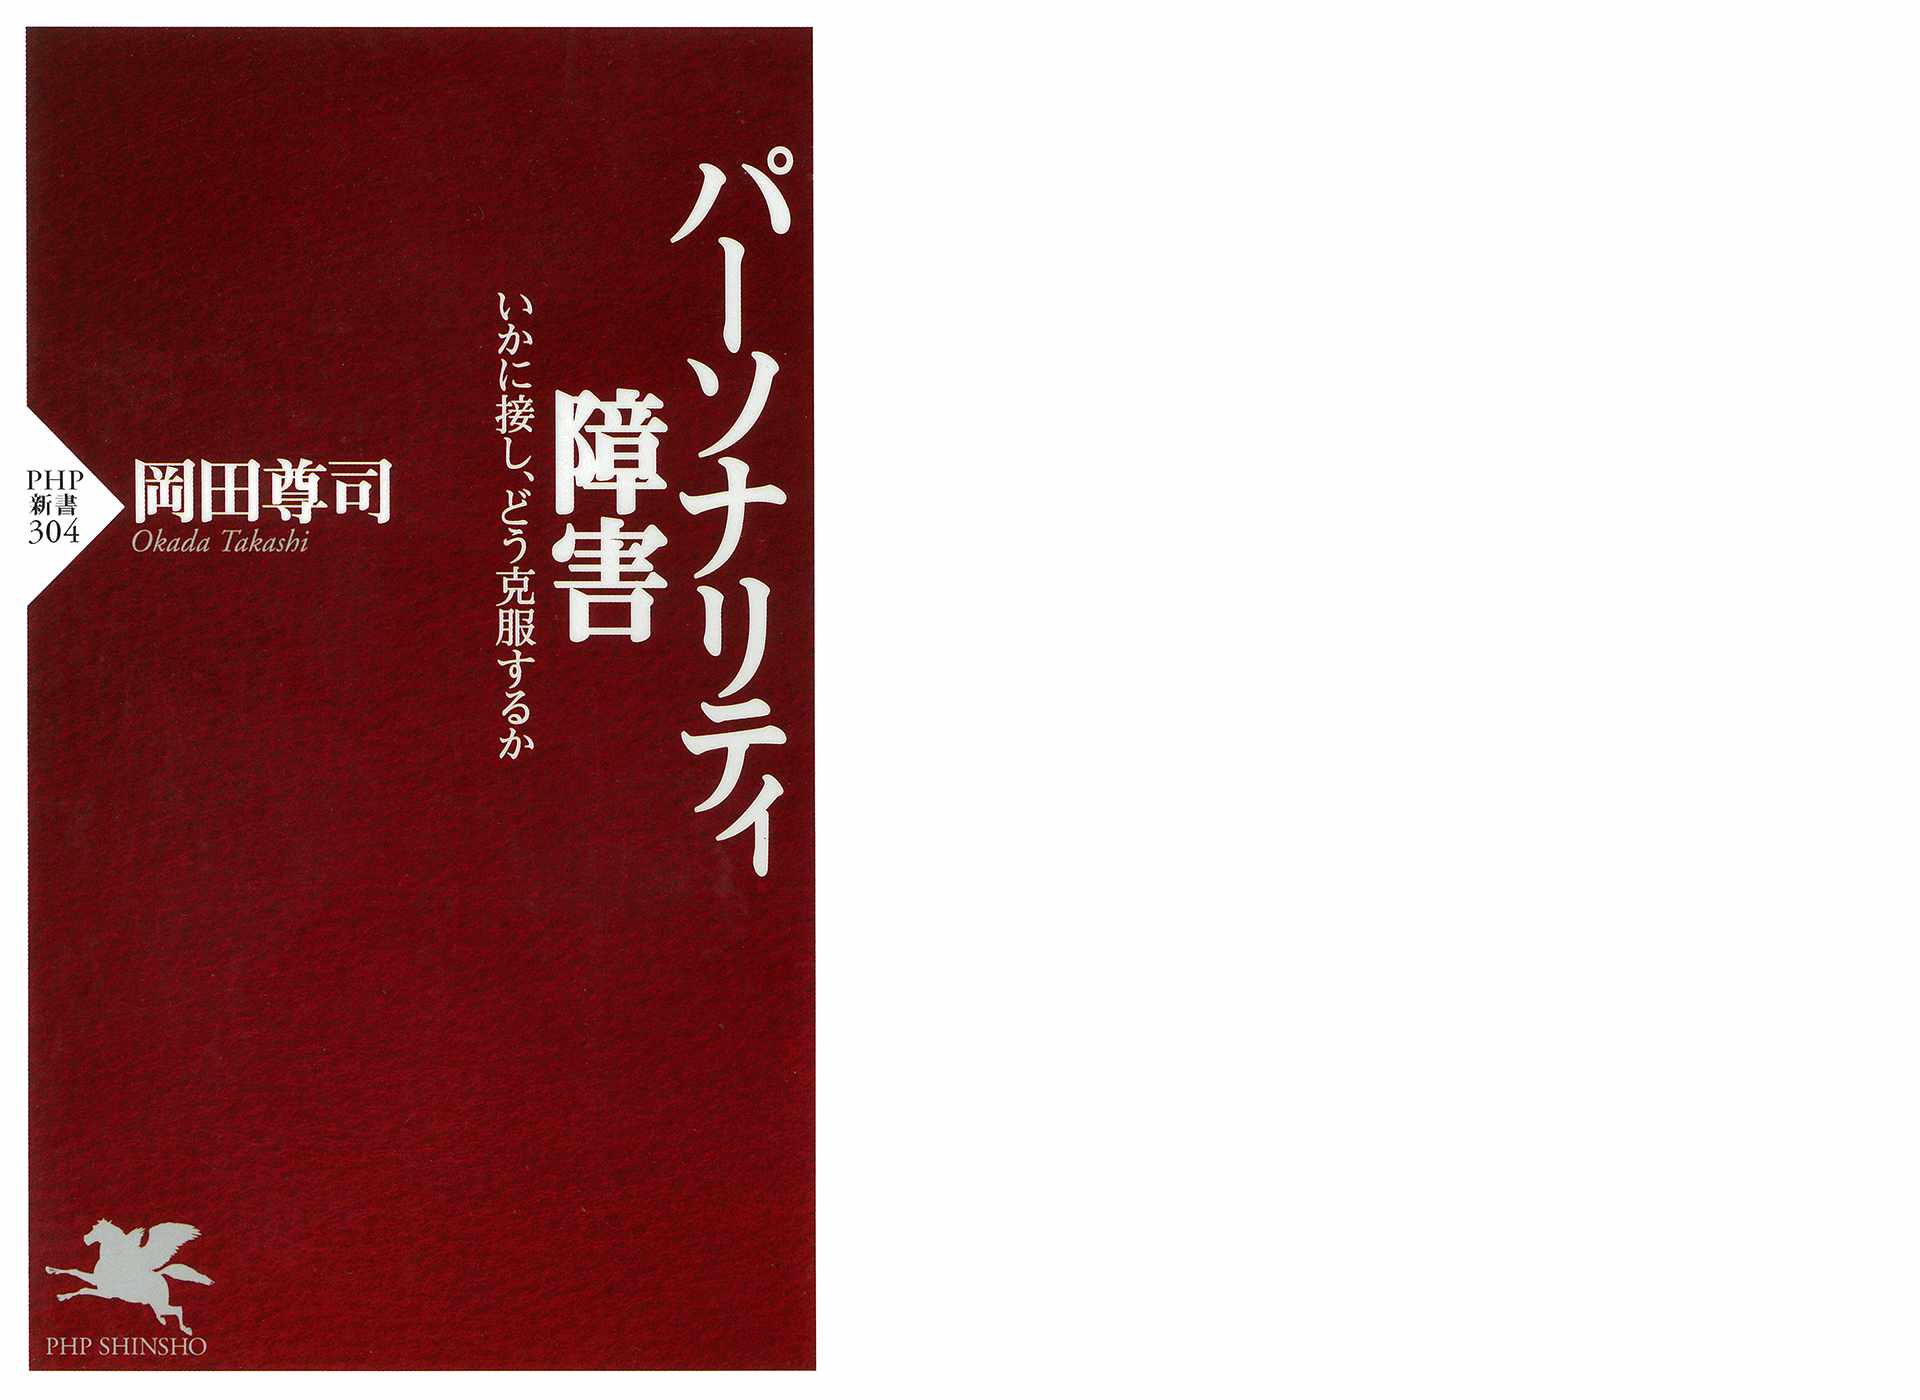 パーソナリティ
障害
いかに接し、どう克服するか
岡田尊司
Okada Takashi
PHP
新書
304
PHP SHINSHO